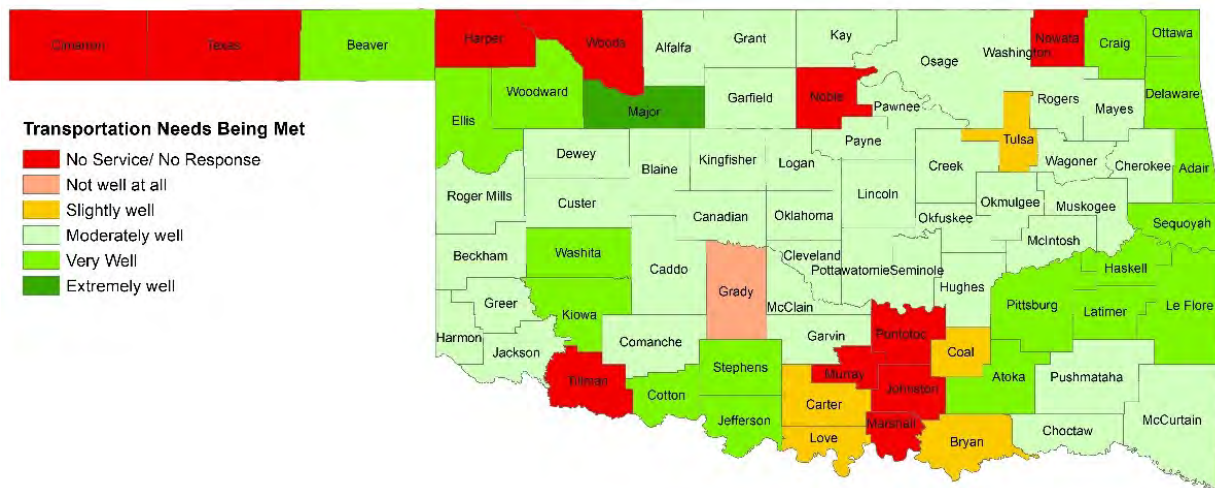 Cimarron
Texas
Beaver
Harper
Woods
Alfalfa
Grant
Kay
Osage
Washington
Nowata
Craig
Ottawa
Ellis
Woodward
Major
Garfield
Noble
Pawnee
Rogers
Mayes
Delaware
Transportation Needs Being Met
No Service/ No Response
Not well at all
Slightly well
Moderately well
Very Well
Extremely well
Dewey
Blaine
Kingfisher
Logan
Payne
Creek
Tulsa
Wagoner
Cherokee
Adair
Roger Mills
Custer
Canadian
Oklahoma
Lincoln
Okfuskee
Okmulgee
Muskogee
Sequoyah
Beckham
Washita
Caddo
Grady
Cleveland
McClain
Pottawatomie
Seminole
Hughes
McIntosh
Haskell
Pittsburg
Latimer
Le Flore
Greer
Kiowa
Harmon
Jackson
Comanche
Garvin
Puntotoc
Coal
Tillman
Cotton
Stephens
Murray
Johnston
Atoka
Pushmataha
McCurtain
Jefferson
Carter
Love
Marshall
Bryan
Choctaw